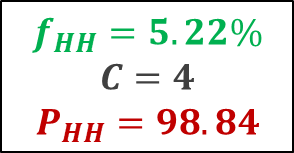 f_HH = 5.22%
C = 4
P_HH = 98.84